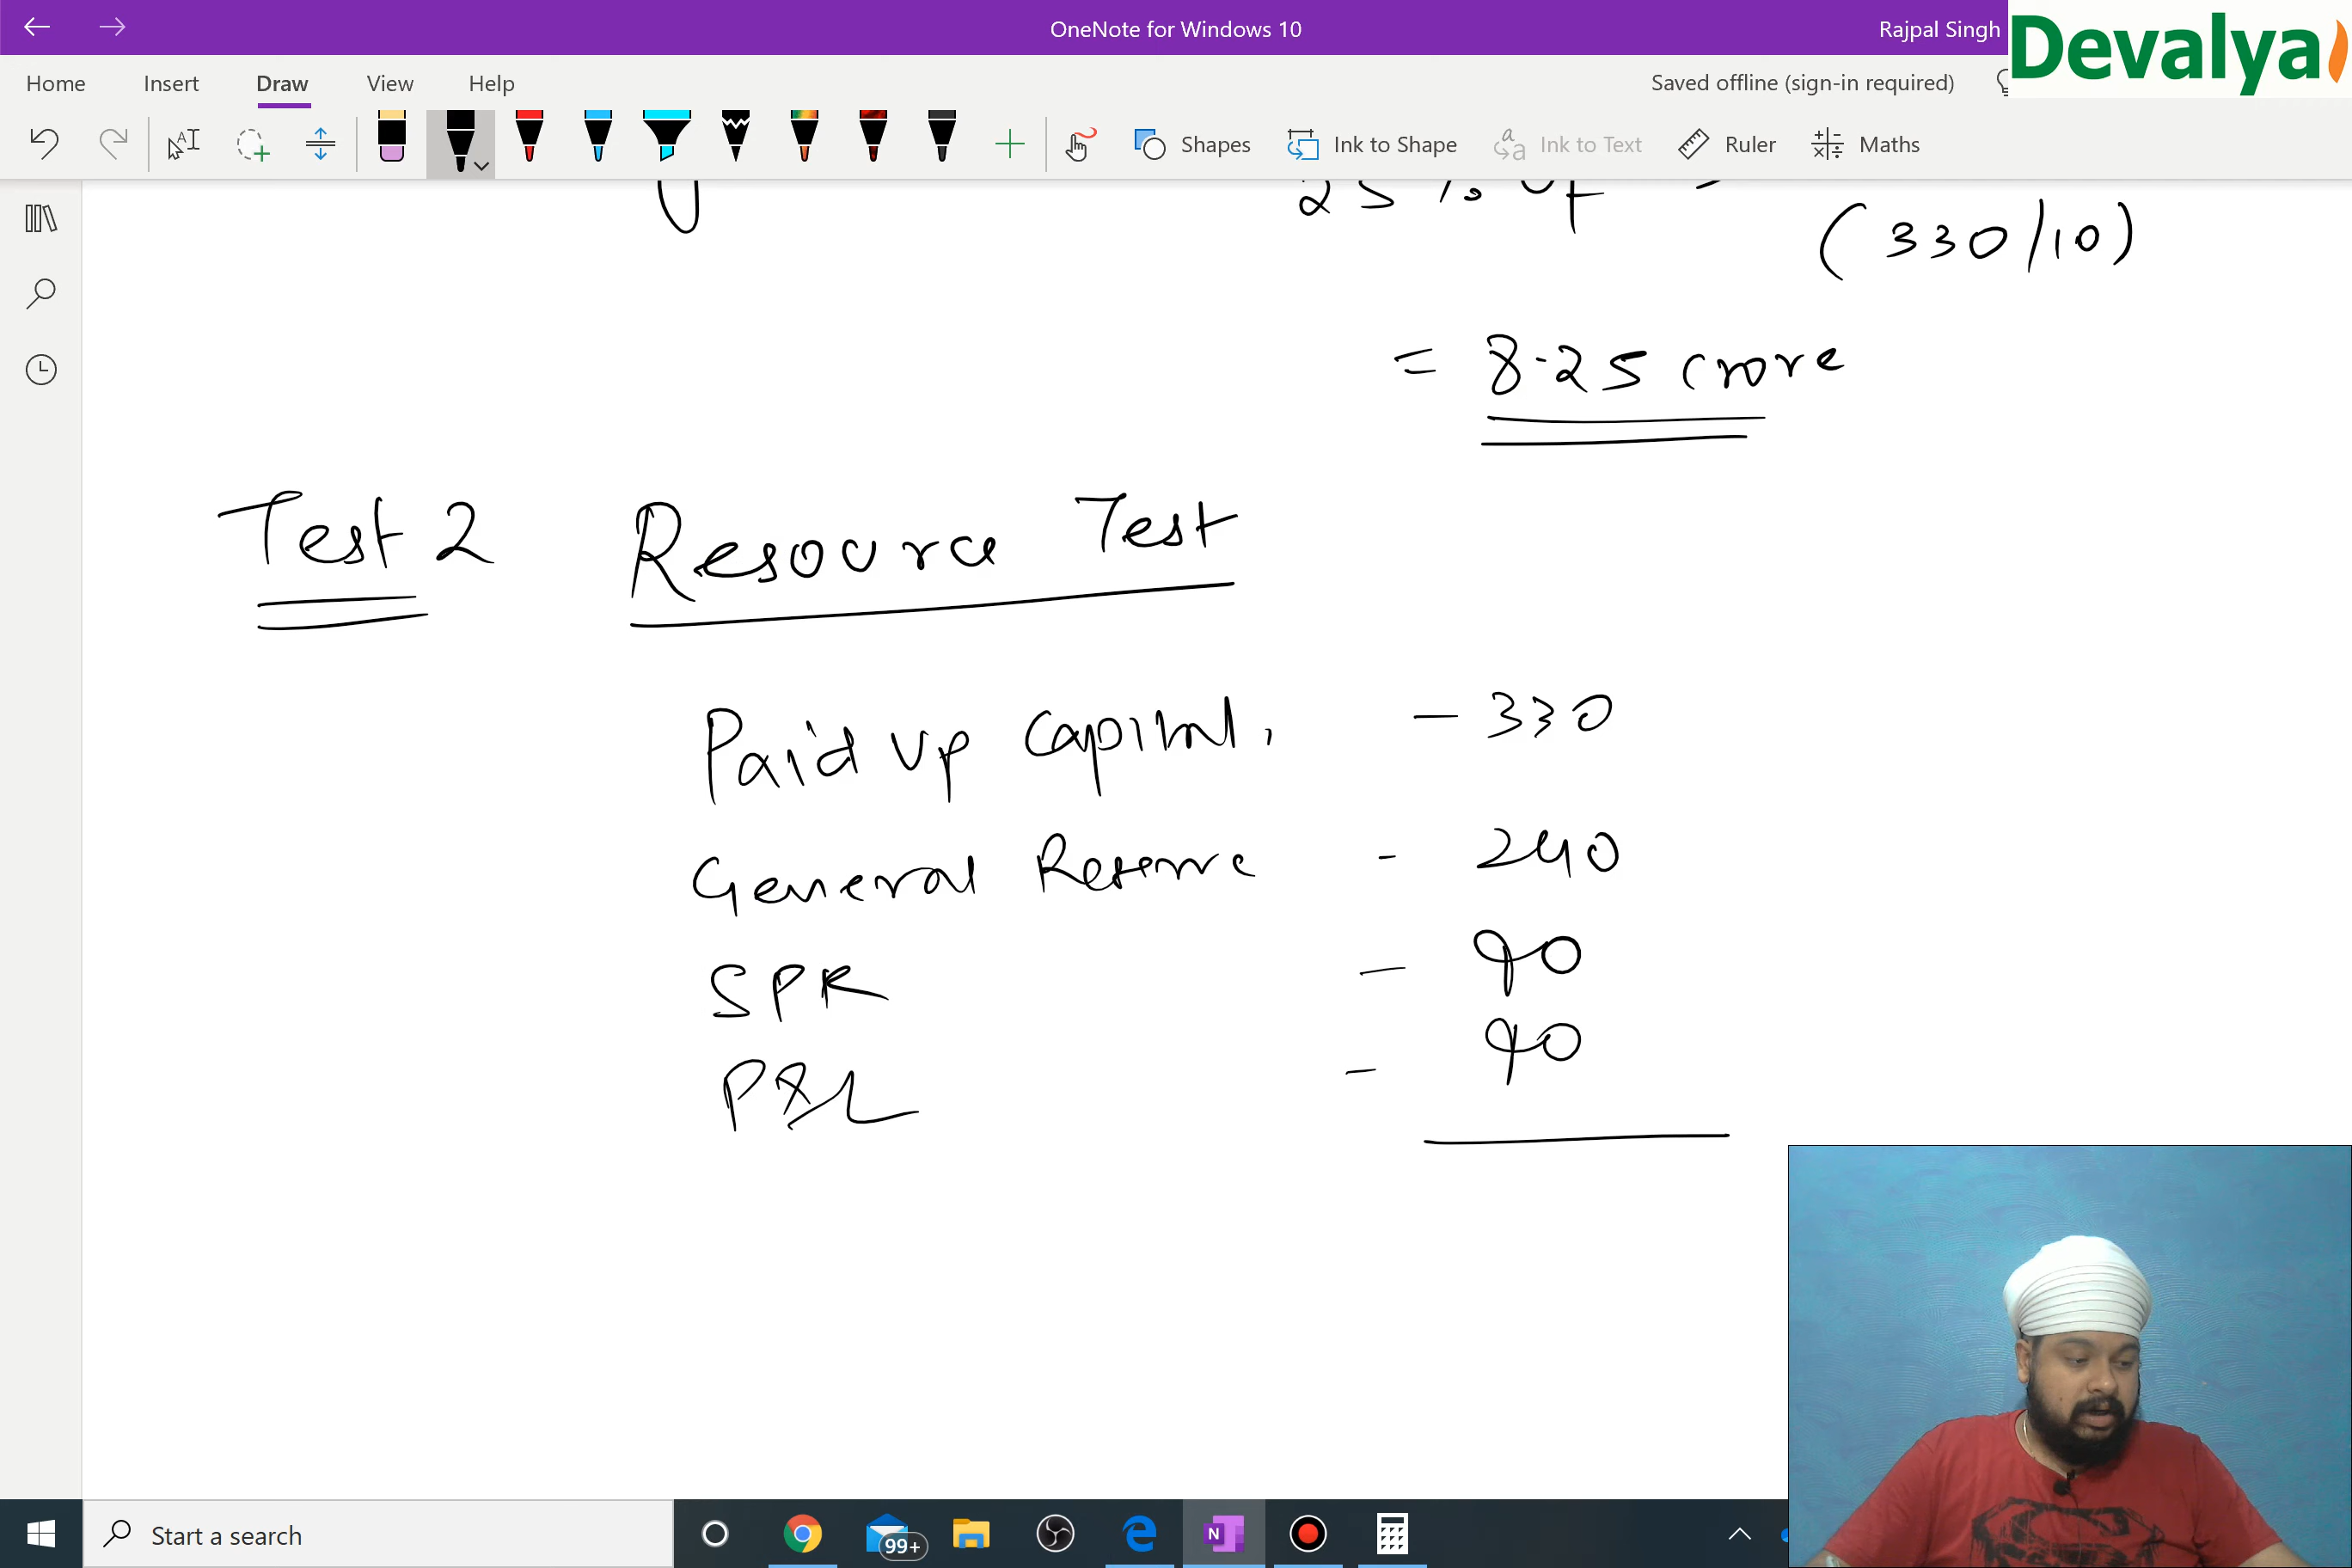 OneNote for Windows 10
Rajpal Singh
Devalya
Home Insert Draw View Help
Saved offline (sign-in required)
Shapes Ink to Shape Ink to Text Ruler Maths
25 %. of =
(330/10)
= 8.25 crore
Test 2 Resource Test
Paid up capital. - 330
General Reserve - 240
SPR - 90
P&L - 90
Start a search
99+